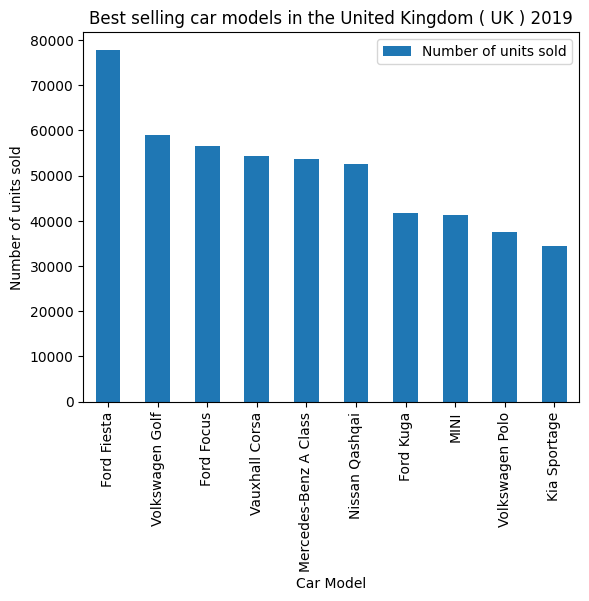 Best selling car models in the United Kingdom ( UK ) 2019
Number of units sold
Number of units sold
80000
70000
60000
50000
40000
30000
20000
10000
0
Ford Fiesta
Volkswagen Golf
Ford Focus
Vauxhall Corsa
Mercedes-Benz A Class
Nissan Qashqai
Ford Kuga
MINI
Volkswagen Polo
Kia Sportage
Car Model